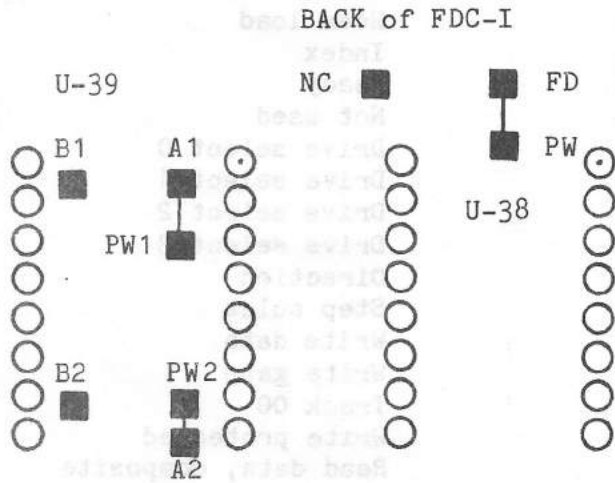 BACK of FDC-I
U-39 NC FD
B1 A1 PW
U-38
PW1
B2 PW2
A2